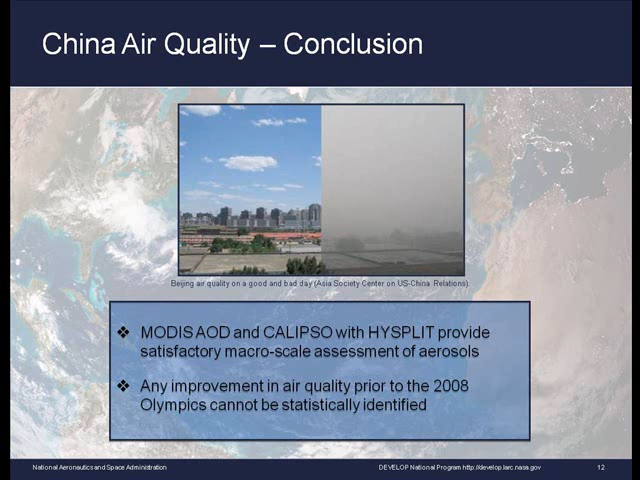 China Air Quality – Conclusion
Beijing air quality on a good and bad day (Asia Society Center on US-China Relations).
❖ MODIS AOD and CALIPSO with HYSPLIT provide
satisfactory macro-scale assessment of aerosols
❖ Any improvement in air quality prior to the 2008
Olympics cannot be statistically identified
National Aeronautics and Space Administration
DEVELOP National Program http://develop.larc.nasa.gov
12